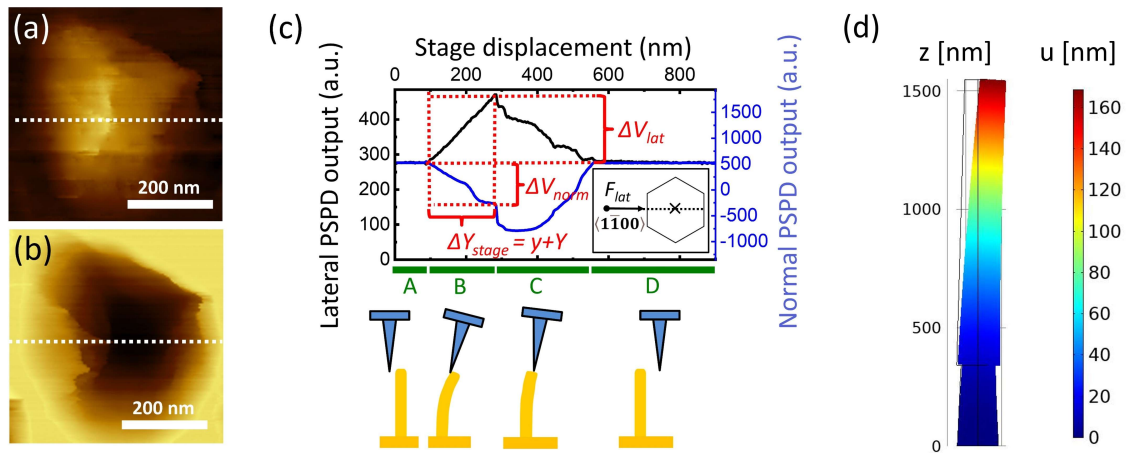 (a)
200 nm
(b)
200 nm
(c)
Stage displacement (nm)
0 200 400 600 800
Lateral PSPD output (a.u.)
400
300
200
100
0
Normal PSPD output (a.u.)
1500
1000
500
0
-500
-1000
ΔV_lat
ΔV_norm
ΔY_stage = y+Y
F_lat
⟨11̄00⟩
A B C D
(d)
z [nm] u [nm]
1500
1000
500
0
160
140
120
100
80
60
40
20
0